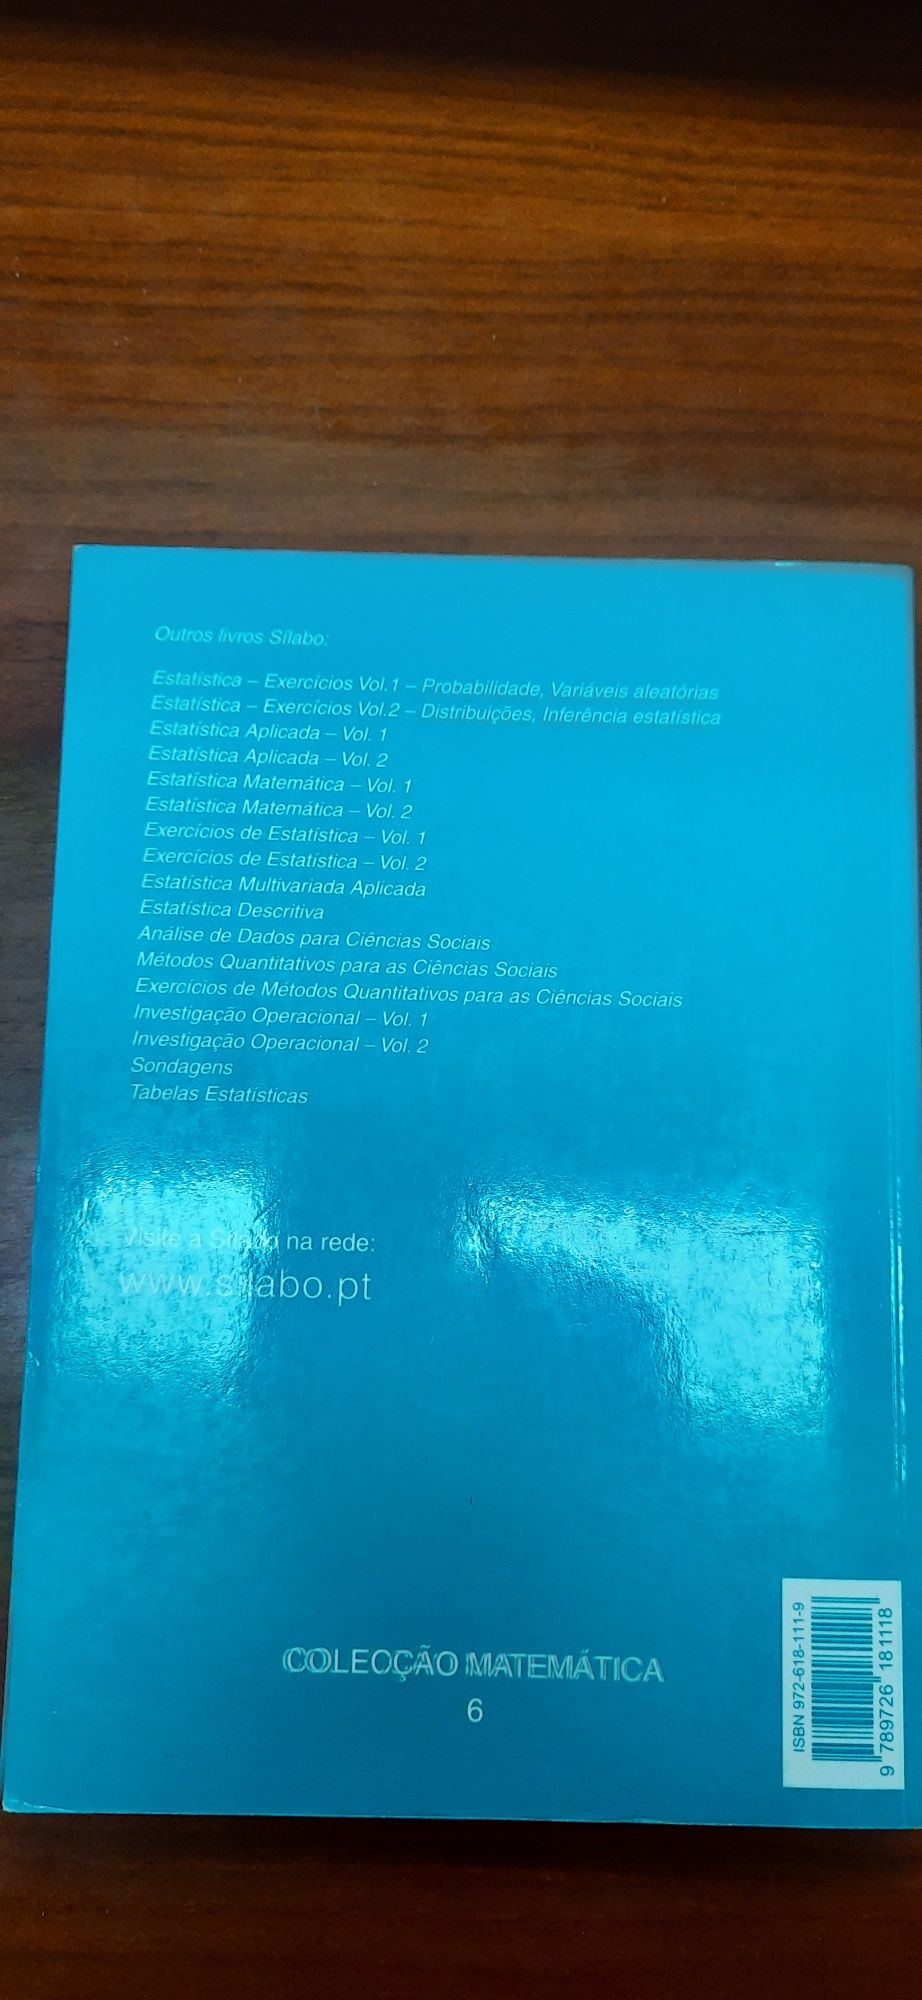 Outros livros Sílabo:
Estatística – Exercícios Vol.1 – Probabilidade, Variáveis aleatórias
Estatística – Exercícios Vol.2 – Distribuições, Inferência estatística
Estatística Aplicada – Vol. 1
Estatística Aplicada – Vol. 2
Estatística Matemática – Vol. 1
Estatística Matemática – Vol. 2
Exercícios de Estatística – Vol. 1
Exercícios de Estatística – Vol. 2
Estatística Multivariada Aplicada
Estatística Descritiva
Análise de Dados para Ciências Sociais
Métodos Quantitativos para as Ciências Sociais
Exercícios de Métodos Quantitativos para as Ciências Sociais
Investigação Operacional – Vol. 1
Investigação Operacional – Vol. 2
Sondagens
Tabelas Estatísticas
Visite a Sílabo na rede:
www.silabo.pt
COLECÇÃO MATEMÁTICA
6
ISBN 972-618-111-9
9 789726 181118